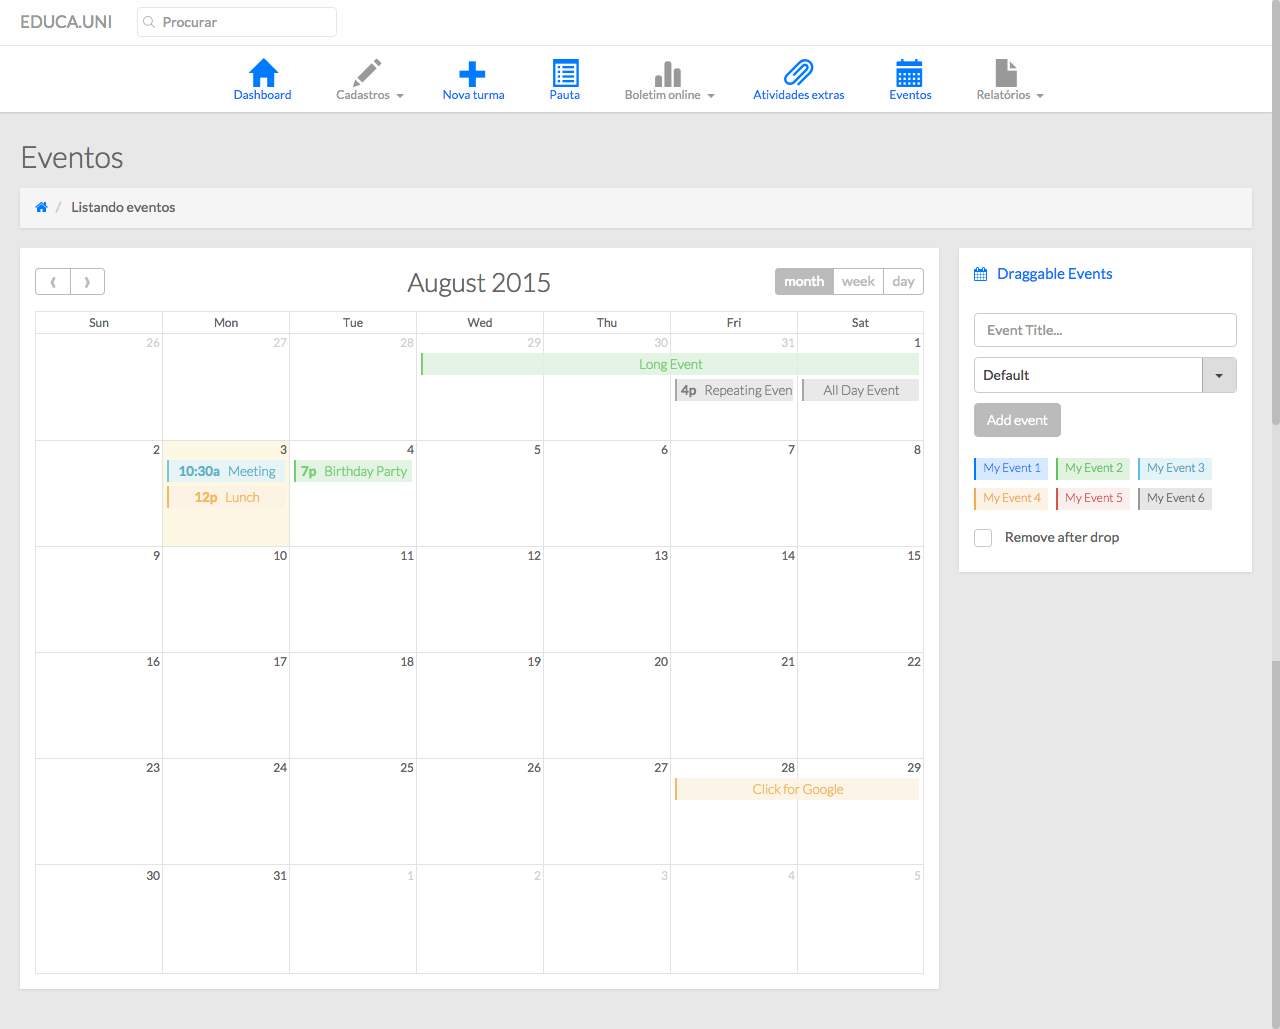 EDUCA.UNI Procurar
Dashboard Cadastros Nova turma Pauta Boletim online Atividades extras Eventos Relatórios
Eventos
/ Listando eventos
‹ › August 2015 month week day
Sun Mon Tue Wed Thu Fri Sat
26 27 28 29 30 31 1
Long Event
4p Repeating Even All Day Event
2 3 4 5 6 7 8
10:30a Meeting 7p Birthday Party
12p Lunch
9 10 11 12 13 14 15
16 17 18 19 20 21 22
23 24 25 26 27 28 29
Click for Google
30 31 1 2 3 4 5
Draggable Events
Event Title...
Default
Add event
My Event 1 My Event 2 My Event 3
My Event 4 My Event 5 My Event 6
Remove after drop